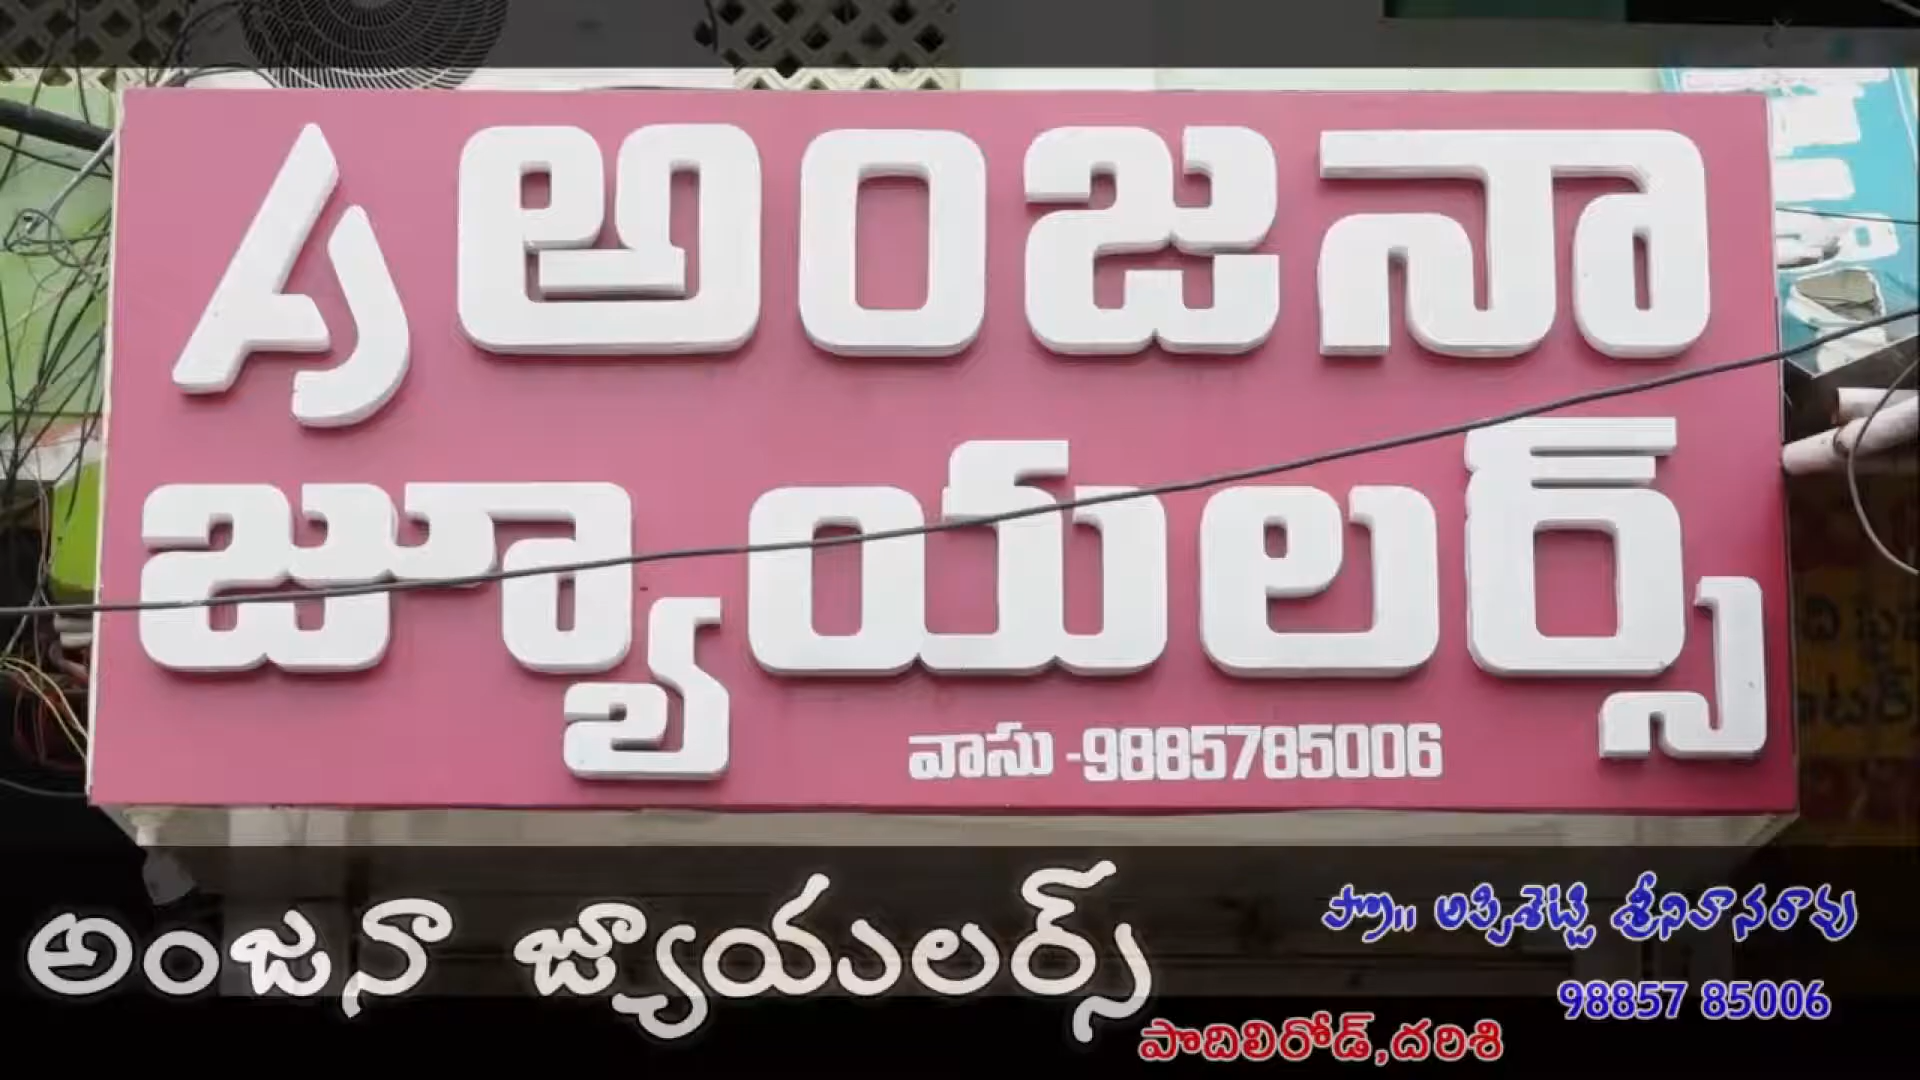 అంజనా
జ్యూయలర్స్
వాసు -9885785006
అంజనా జ్యూయలర్స్
ప్రొ॥ అప్పిశెట్టి శ్రీనివాసరావు
98857 85006
పొదిలిరోడ్,దరిశి